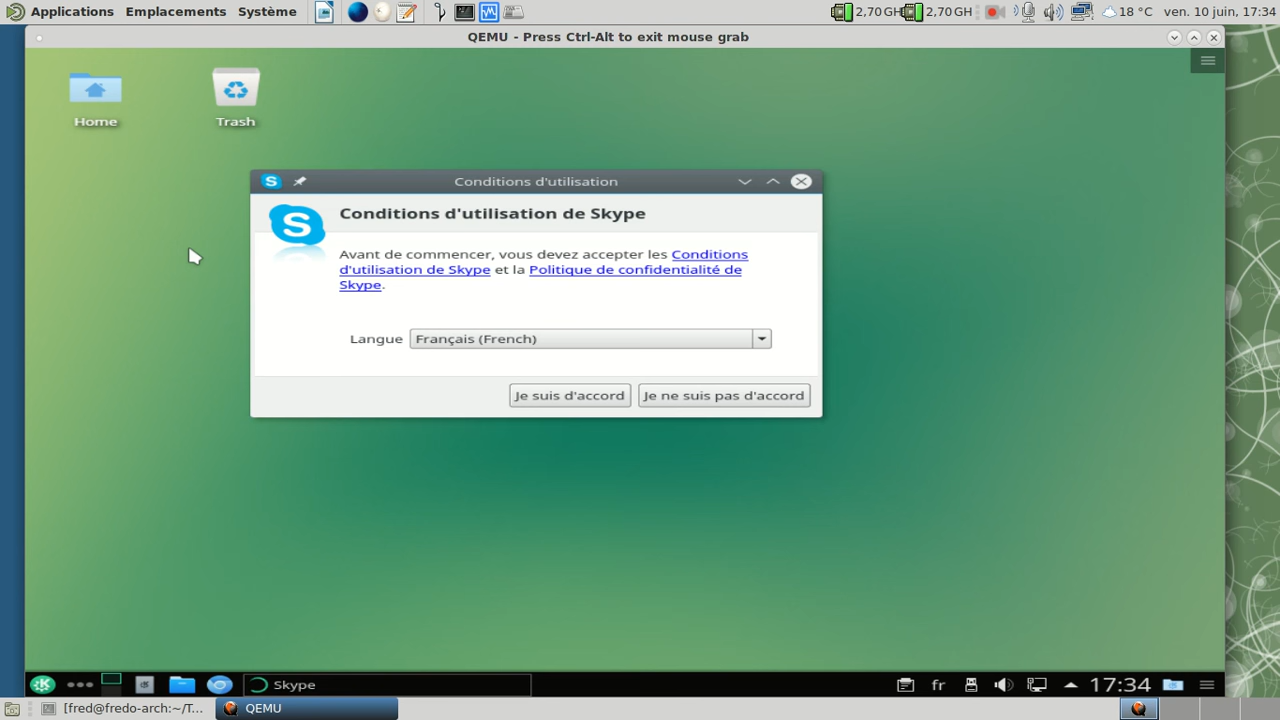 Applications Emplacements Système 2,70 GH 2,70 GH 18 °C ven. 10 juin, 17:34
QEMU - Press Ctrl-Alt to exit mouse grab
Home Trash
Conditions d'utilisation
Conditions d'utilisation de Skype
Avant de commencer, vous devez accepter les Conditions
d'utilisation de Skype et la Politique de confidentialité de
Skype.
Langue Français (French)
Je suis d'accord Je ne suis pas d'accord
Skype fr 17:34
[fred@fredo-arch:~/T... QEMU